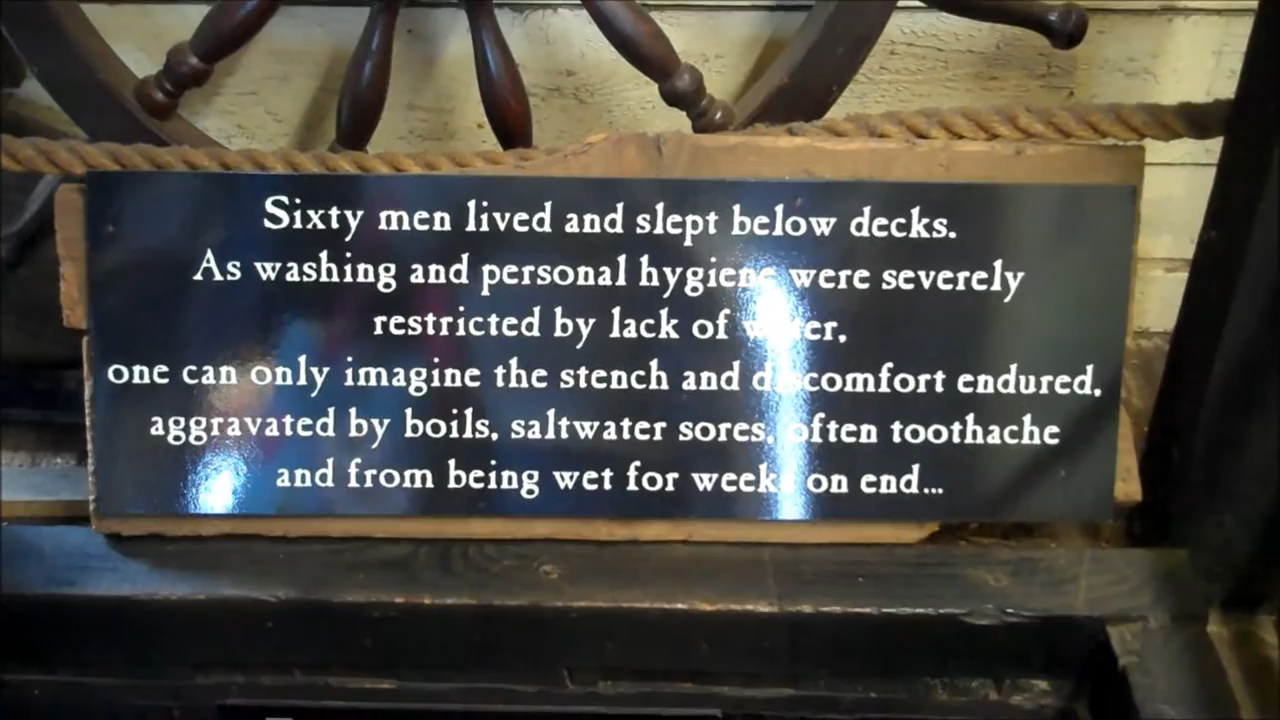 Sixty men lived and slept below decks.
As washing and personal hygiene were severely
restricted by lack of water,
one can only imagine the stench and discomfort endured,
aggravated by boils, saltwater sores, often toothache
and from being wet for weeks on end...